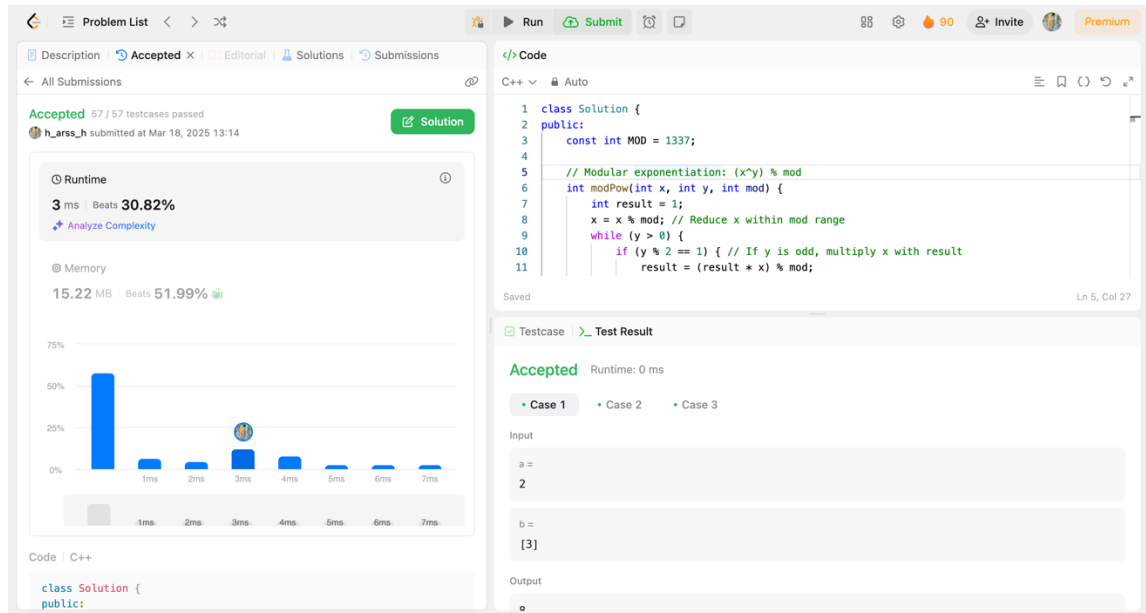 Problem List Run Submit 90 Invite Premium
Description Accepted × Editorial Solutions Submissions
← All Submissions
Accepted 57 / 57 testcases passed
h_arss_h submitted at Mar 18, 2025 13:14
Solution
Runtime
3 ms Beats 30.82%
Analyze Complexity
Memory
15.22 MB Beats 51.99%
75%
50%
25%
0%
1ms 2ms 3ms 4ms 5ms 6ms 7ms
1ms 2ms 3ms 4ms 5ms 6ms 7ms
Code C++
class Solution {
public:
</> Code
C++ Auto
1 class Solution {
2 public:
3 const int MOD = 1337;
4
5 // Modular exponentiation: (x^y) % mod
6 int modPow(int x, int y, int mod) {
7 int result = 1;
8 x = x % mod; // Reduce x within mod range
9 while (y > 0) {
10 if (y % 2 == 1) { // If y is odd, multiply x with result
11 result = (result * x) % mod;
Saved Ln 5, Col 27
Testcase >_ Test Result
Accepted Runtime: 0 ms
• Case 1 • Case 2 • Case 3
Input
a =
2
b =
[3]
Output
8